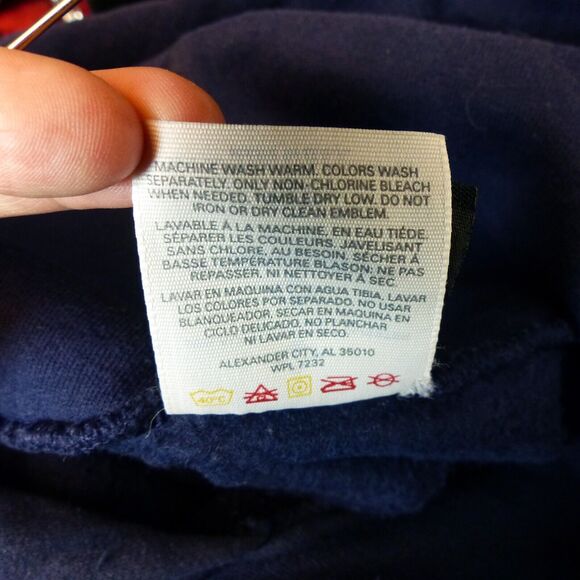 MACHINE WASH WARM. COLORS WASH
SEPARATELY. ONLY NON-CHLORINE BLEACH
WHEN NEEDED. TUMBLE DRY LOW. DO NOT
IRON OR DRY CLEAN EMBLEM.
LAVABLE À LA MACHINE, EN EAU TIÉDE.
SÉPARER LES COULEURS. JAVELISANT
SANS CHLORE, AU BESOIN. SÉCHER À
BASSE TEMPÉRATURE BLASON: NE PAS
REPASSER, NI NETTOYER À SEC.
LAVAR EN MAQUINA CON AGUA TIBIA, LAVAR
LOS COLORES POR SEPARADO. NO USAR
BLANQUEADOR, SECAR EN MAQUINA EN
CICLO DELICADO. NO PLANCHAR
NI LAVAR EN SECO.
ALEXANDER CITY, AL 35010
WPL 7232
40°C